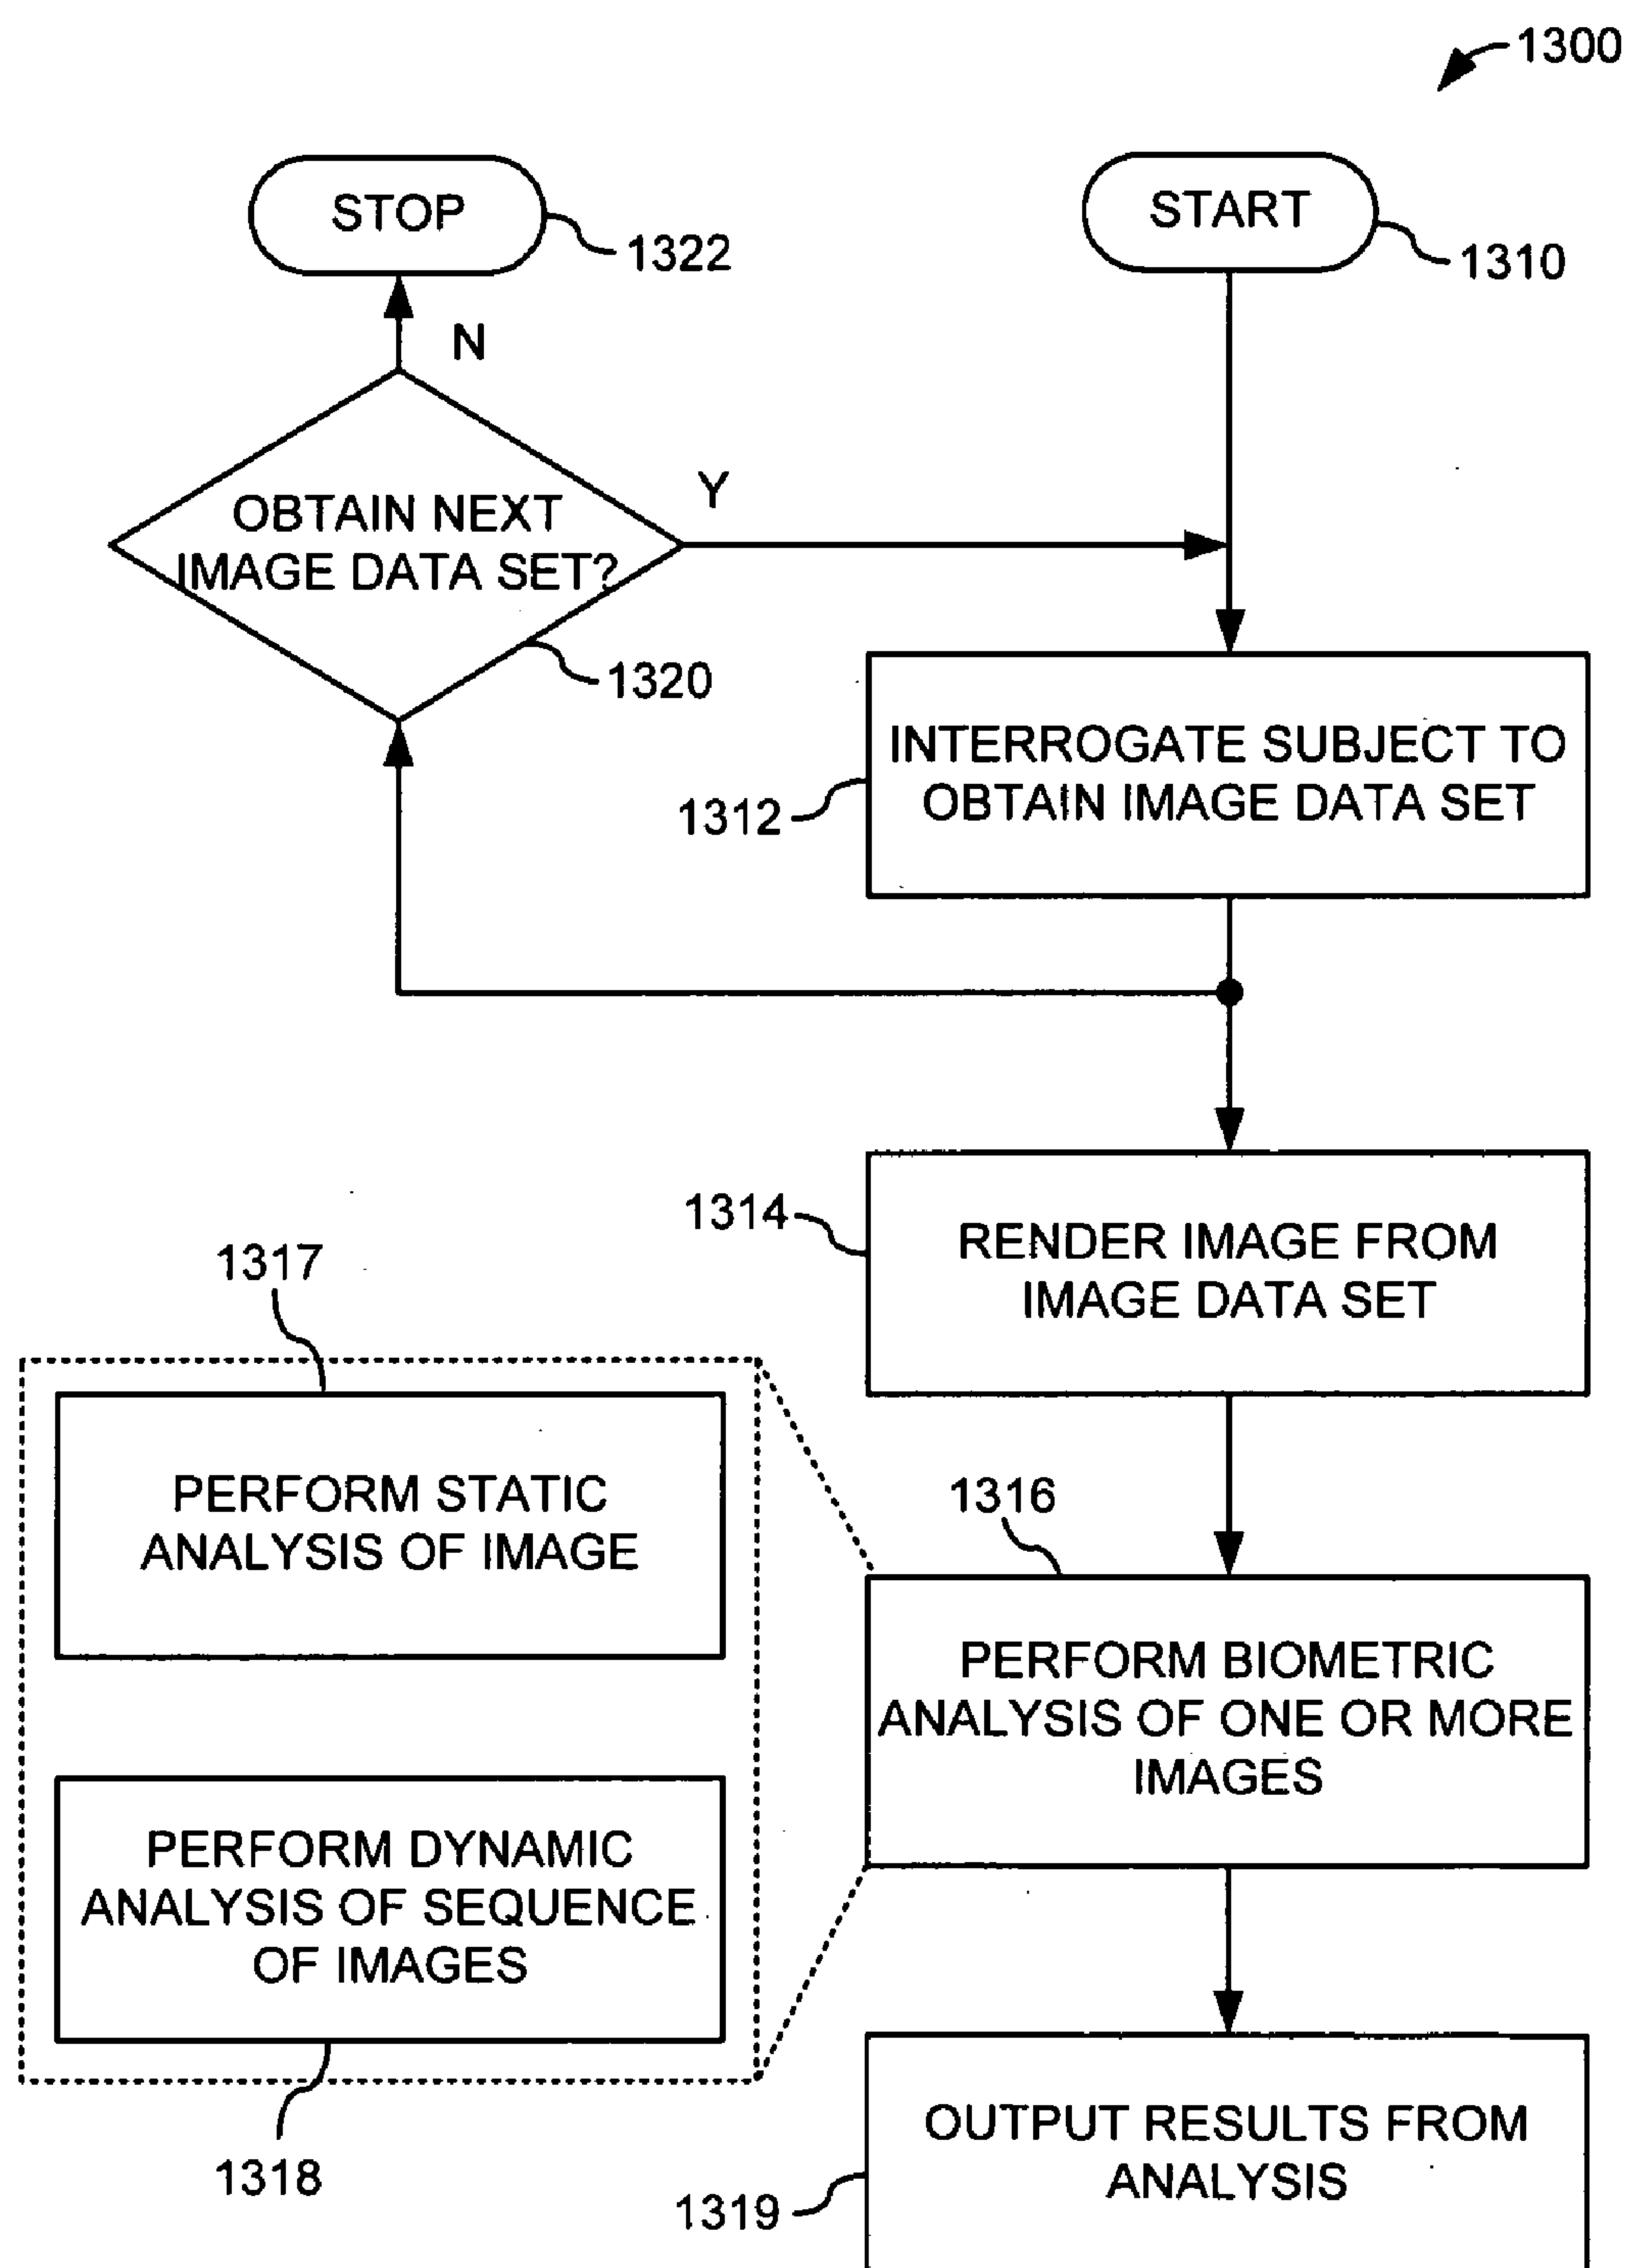 1300
STOP
1322
START
1310
N
OBTAIN NEXT
IMAGE DATA SET?
Y
1320
INTERROGATE SUBJECT TO
OBTAIN IMAGE DATA SET
1312
RENDER IMAGE FROM
IMAGE DATA SET
1314
1317
PERFORM STATIC
ANALYSIS OF IMAGE
1316
PERFORM BIOMETRIC
ANALYSIS OF ONE OR MORE
IMAGES
PERFORM DYNAMIC
ANALYSIS OF SEQUENCE
OF IMAGES
1318
OUTPUT RESULTS FROM
ANALYSIS
1319